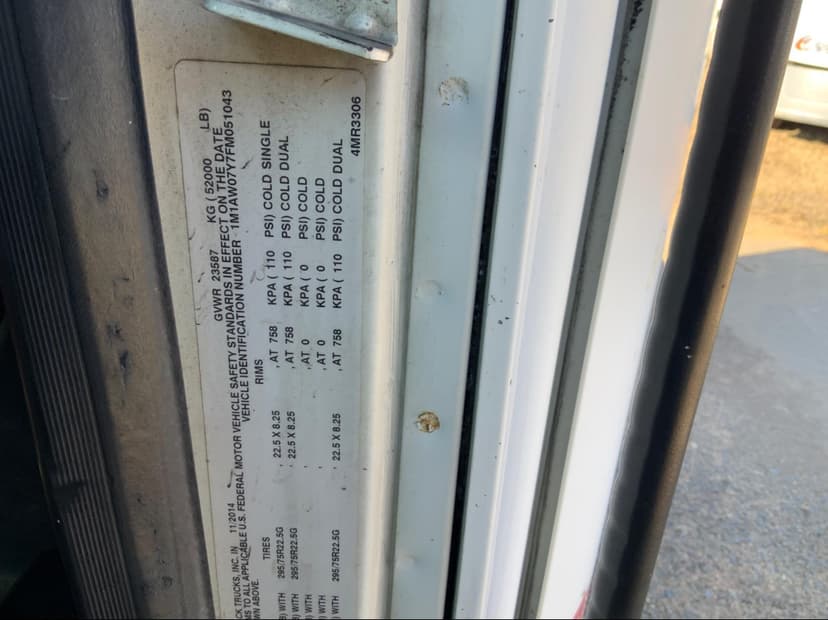 GVWR 23587 KG ( 52000 LB)
CK TRUCKS, INC. IN 11/2014
MS TO ALL APPLICABLE U.S. FEDERAL MOTOR VEHICLE SAFETY STANDARDS IN EFFECT ON THE DATE
WN ABOVE. VEHICLE IDENTIFICATION NUMBER 1M1AW07Y7FM051043
TIRES RIMS
) WITH 295/75R22.5G , 22.5 X 8.25 , AT 758 KPA ( 110 PSI) COLD SINGLE
) WITH 295/75R22.5G , 22.5 X 8.25 , AT 758 KPA ( 110 PSI) COLD DUAL
) WITH , , AT 0 KPA ( 0 PSI) COLD
) WITH , , AT 0 KPA ( 0 PSI) COLD
) WITH 295/75R22.5G , 22.5 X 8.25 , AT 758 KPA ( 110 PSI) COLD DUAL
4MR3306